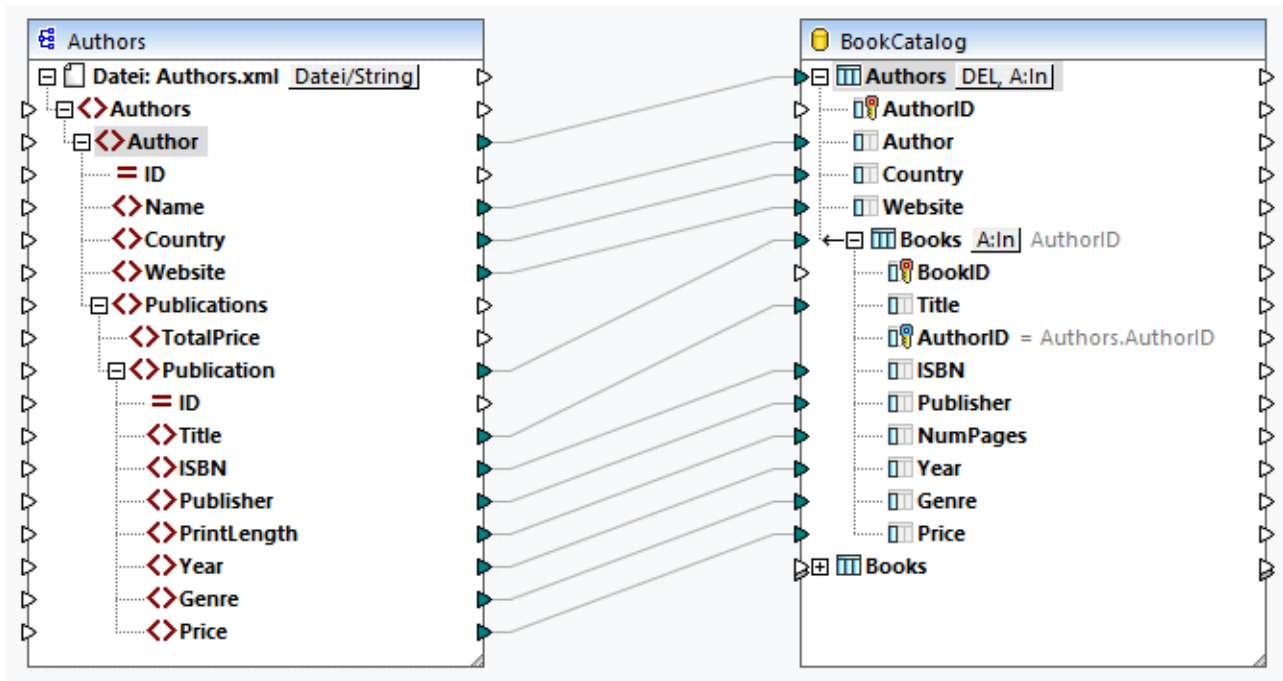 Authors
Datei: Authors.xml Datei/String
Authors
Author
= ID
Name
Country
Website
Publications
TotalPrice
Publication
= ID
Title
ISBN
Publisher
PrintLength
Year
Genre
Price
BookCatalog
Authors DEL, A:In
AuthorID
Author
Country
Website
Books A:In AuthorID
BookID
Title
AuthorID = Authors.AuthorID
ISBN
Publisher
NumPages
Year
Genre
Price
Books